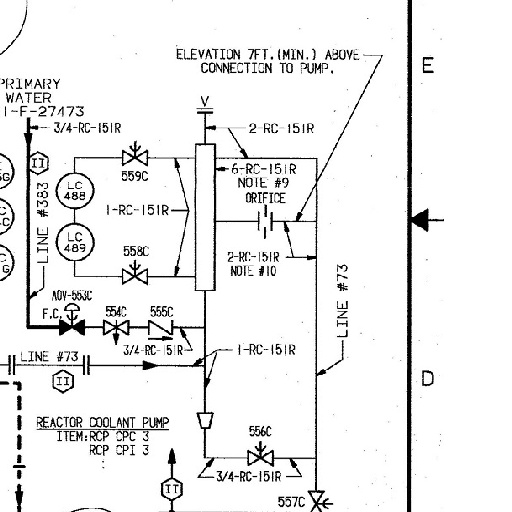 ELEVATION 7FT.(MIN.) ABOVE
CONNECTION TO PUMP.
E
PRIMARY
WATER
1-F-27473
V
3/4-RC-151R
2-RC-151R
II
559C
6-RC-151R
NOTE #9
ORIFICE
LC
488
LINE #383
1-RC-151R
LC
489
558C
2-RC-151R
NOTE #10
LINE #73
AOV-553C
F.C.
554C
555C
3/4-RC-151R
1-RC-151R
LINE #73
II
D
REACTOR COOLANT PUMP
ITEM:RCP CPC 3
RCP CPI 3
556C
3/4-RC-151R
II
557C